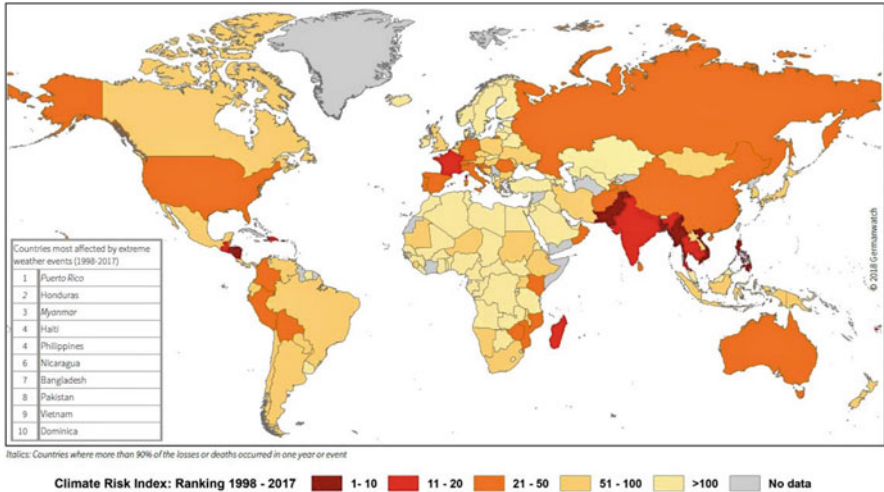 Countries most affected by extreme
weather events (1998-2017)
1 Puerto Rico
2 Honduras
3 Myanmar
4 Haiti
4 Philippines
6 Nicaragua
7 Bangladesh
8 Pakistan
9 Vietnam
10 Dominica
© 2018 Germanwatch
Italics: Countries where more than 90% of the losses or deaths occurred in one year or event
Climate Risk Index: Ranking 1998 - 2017 1- 10 11 - 20 21 - 50 51 - 100 >100 No data